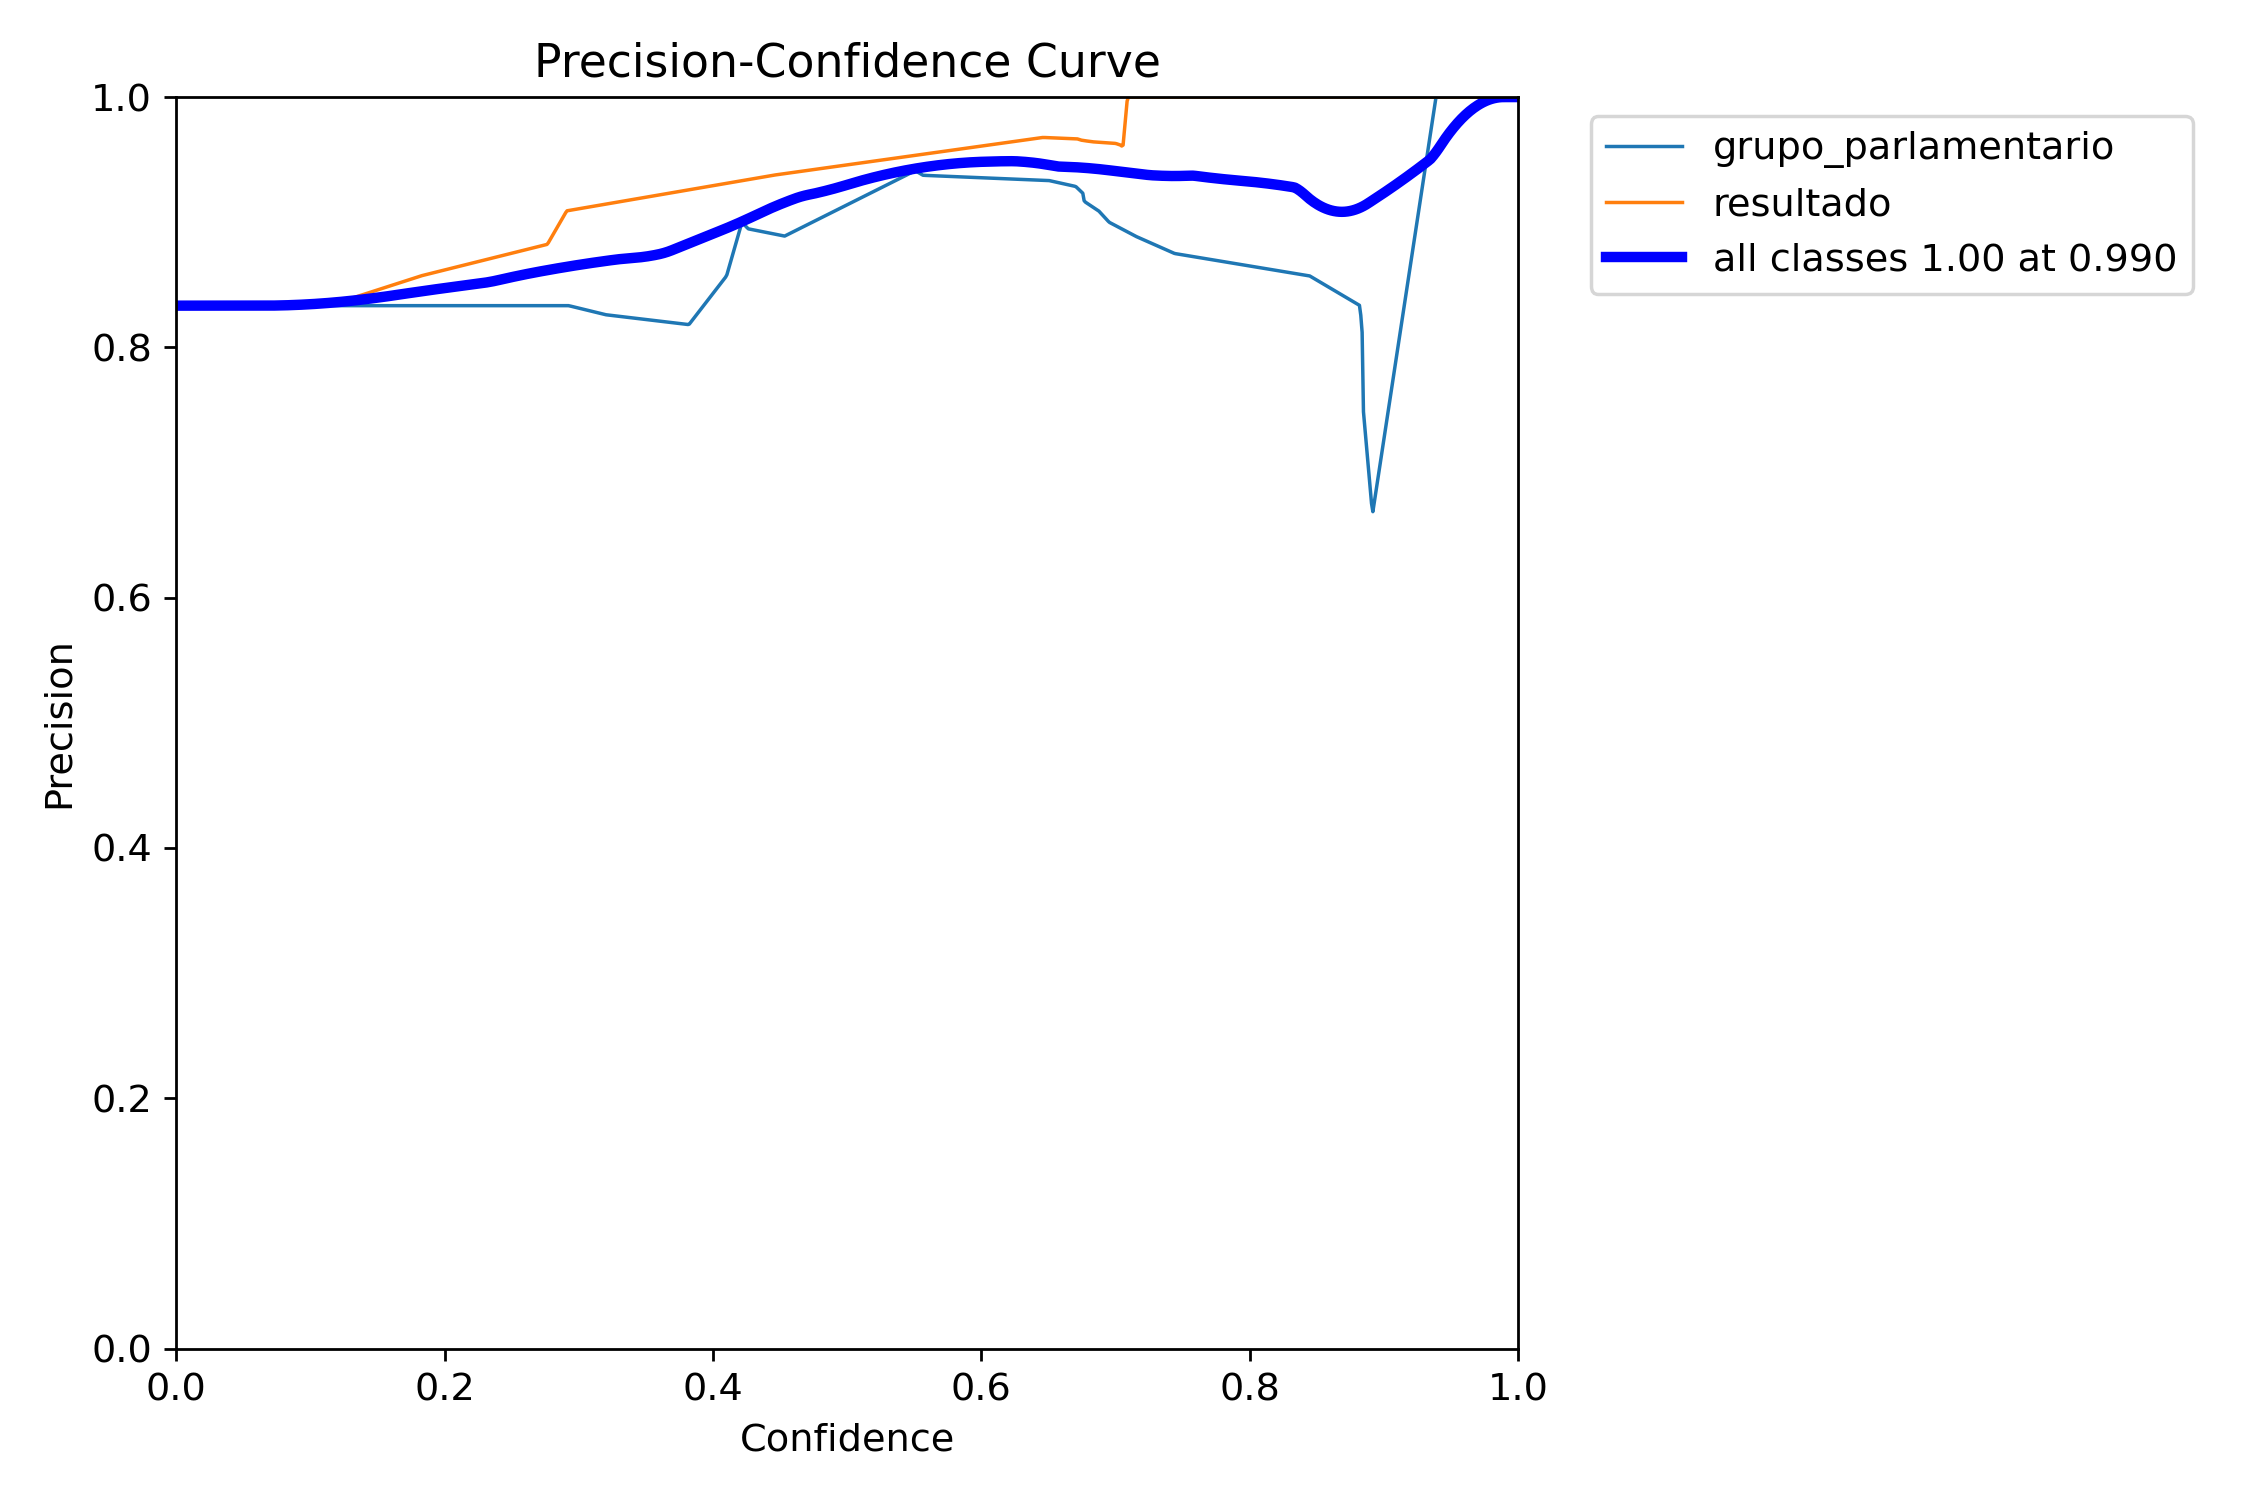 Precision-Confidence Curve
1.0
0.8
0.6
0.4
0.2
0.0
Precision
0.0 0.2 0.4 0.6 0.8 1.0
Confidence
grupo_parlamentario
resultado
all classes 1.00 at 0.990